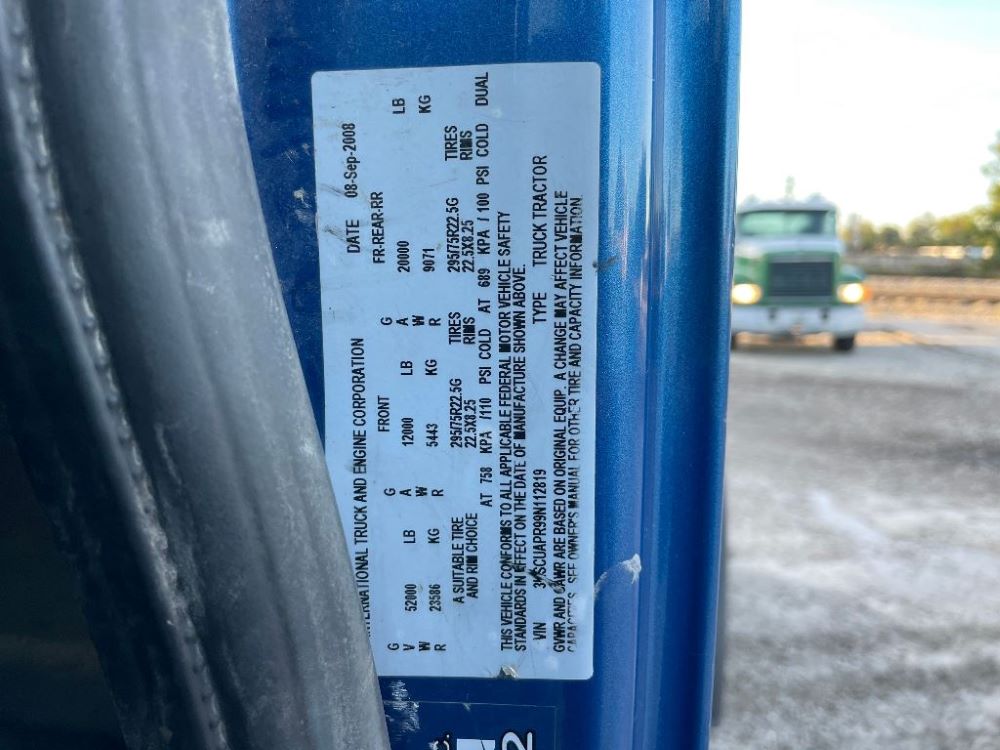 INTERNATIONAL TRUCK AND ENGINE CORPORATION DATE 08-Sep-2008
GVWR 52000 LB 23586 KG
FRONT GAWR 12000 LB 5443 KG
FR-REAR-RR GAWR 20000 LB 9071 KG
A SUITABLE TIRE AND RIM CHOICE
295/75R22.5G TIRES 295/75R22.5G TIRES
22.5X8.25 RIMS 22.5X8.25 RIMS
AT 758 KPA /110 PSI COLD AT 689 KPA / 100 PSI COLD DUAL
THIS VEHICLE CONFORMS TO ALL APPLICABLE FEDERAL MOTOR VEHICLE SAFETY
STANDARDS IN EFFECT ON THE DATE OF MANUFACTURE SHOWN ABOVE.
VIN TYPE TRUCK TRACTOR
GVWR AND GAWR ARE BASED ON ORIGINAL EQUIP. A CHANGE MAY AFFECT VEHICLE
CAPACITIES. SEE OWNER'S MANUAL FOR OTHER TIRE AND CAPACITY INFORMATION.